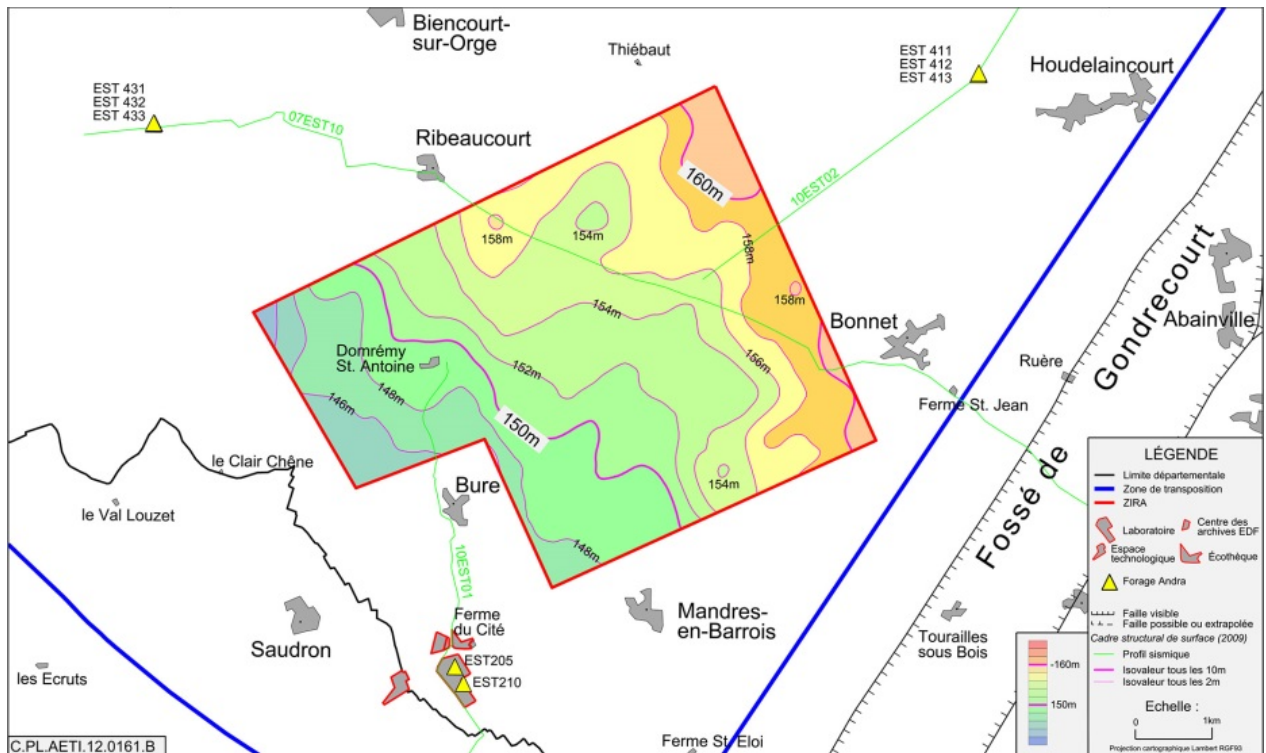 Biencourt-
sur-Orge
Thiébaut
EST 411
EST 412
EST 413
Houdelaincourt
EST 431
EST 432
EST 433
07EST10
Ribeaucourt
160m
10EST02
158m
154m
158m
158m
Gondrecourt
Abainville
Bonnet
154m
156m
Ruère
Domrémy
St. Antoine
152m
148m
146m
Ferme St. Jean
150m
Fossé de
154m
le Clair Chêne
Bure
le Val Louzet
148m
10EST01
Mandres-
en-Barrois
Ferme
du Cité
Saudron
EST205
EST210
les Ecruts
Tourailles
sous Bois
Ferme St. Eloi
C.PL.AETI.12.0161.B
-160m
150m
LÉGENDE
Limite départementale
Zone de transposition
ZIRA
Laboratoire
Centre des
archives EDF
Espace
technologique
Écothèque
Forage Andra
Faille visible
Faille possible ou extrapolée
Cadre structural de surface (2009)
Profil sismique
Isovaleur tous les 10m
Isovaleur tous les 2m
Echelle :
0 1km
Projection cartographique Lambert RGF93